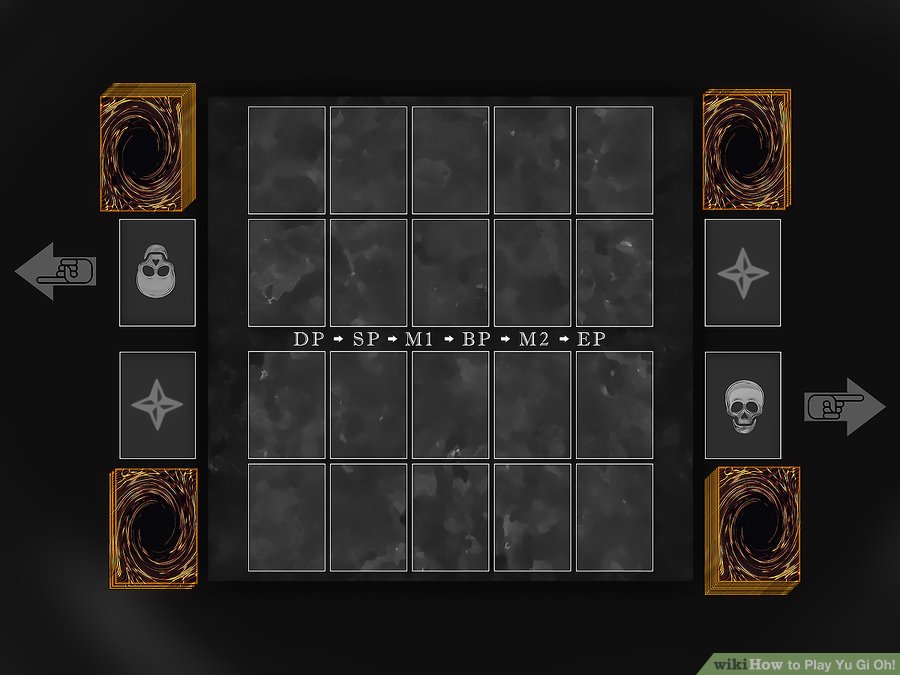 DP ➡ SP ➡ M1 ➡ BP ➡ M2 ➡ EP
wikiHow to Play Yu Gi Oh!